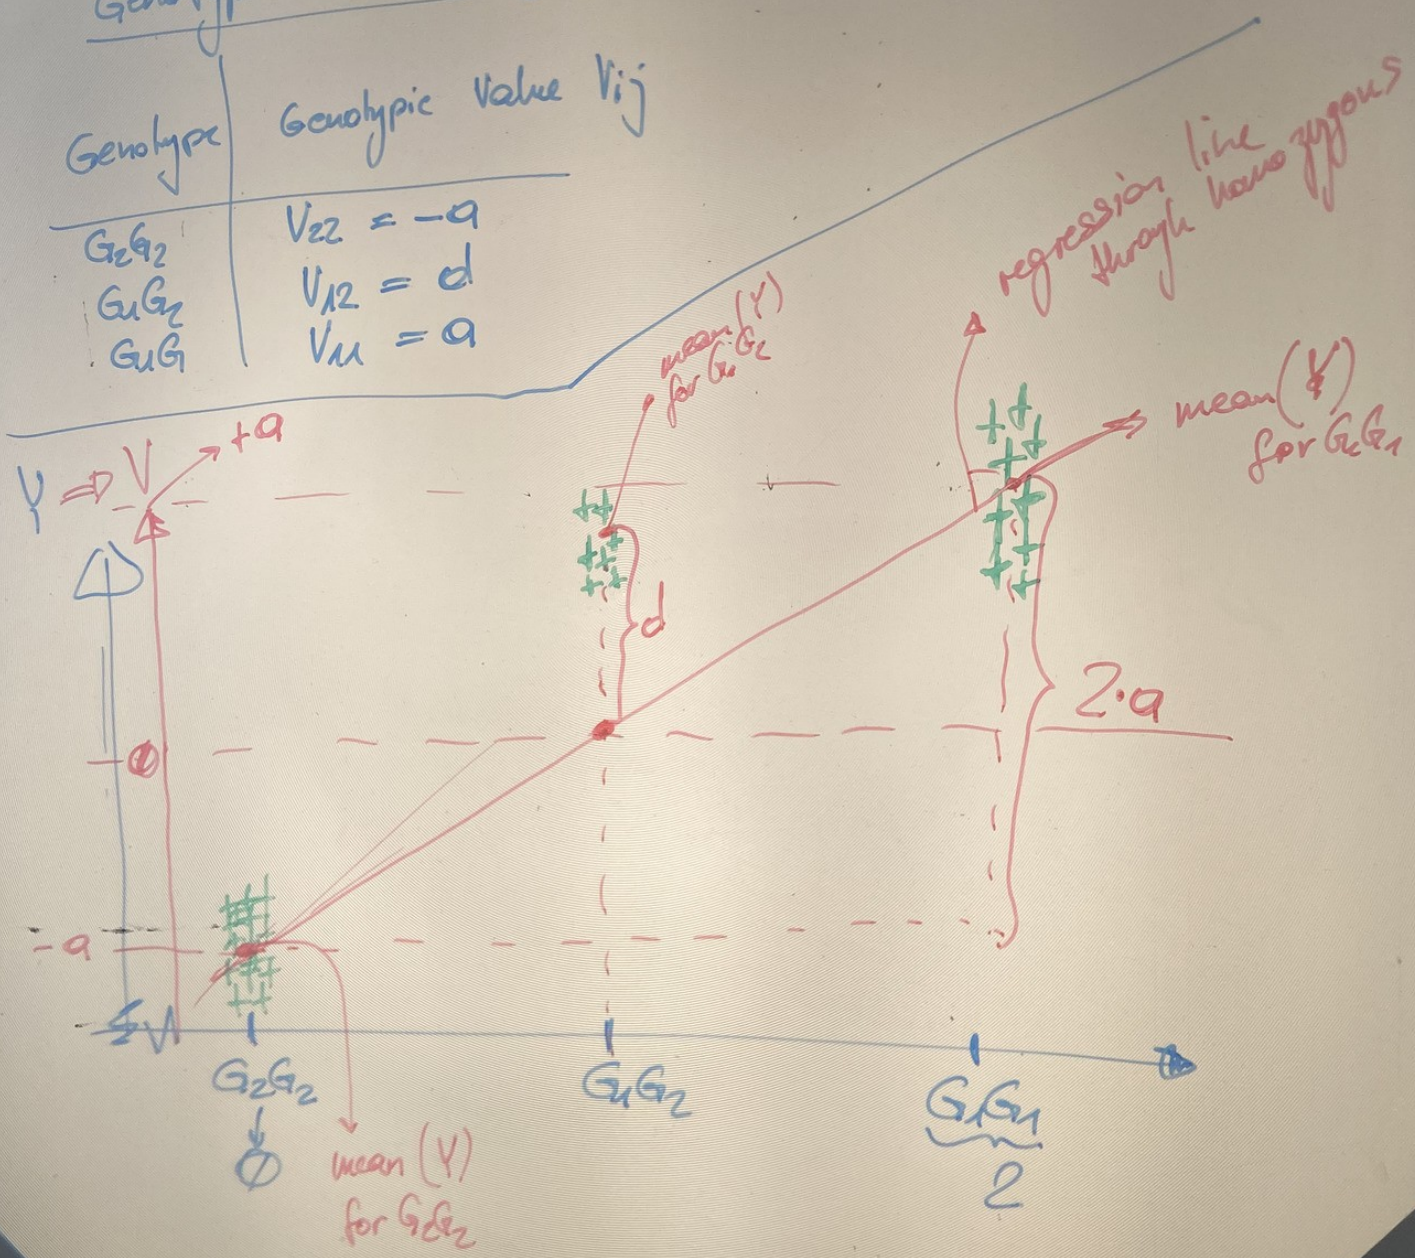 Genotype | Genotypic Value Vij
G2G2 | V22 = -a
G1G2 | V12 = d
G1G | V11 = a
regression line
through homozygous
mean(Y)
for G1G2
mean(Y)
for G1G1
Y ⇒ V
+a
d
2·a
0
-a
G2G2
G1G2
G1G1
0
2
mean (Y)
for G2G2